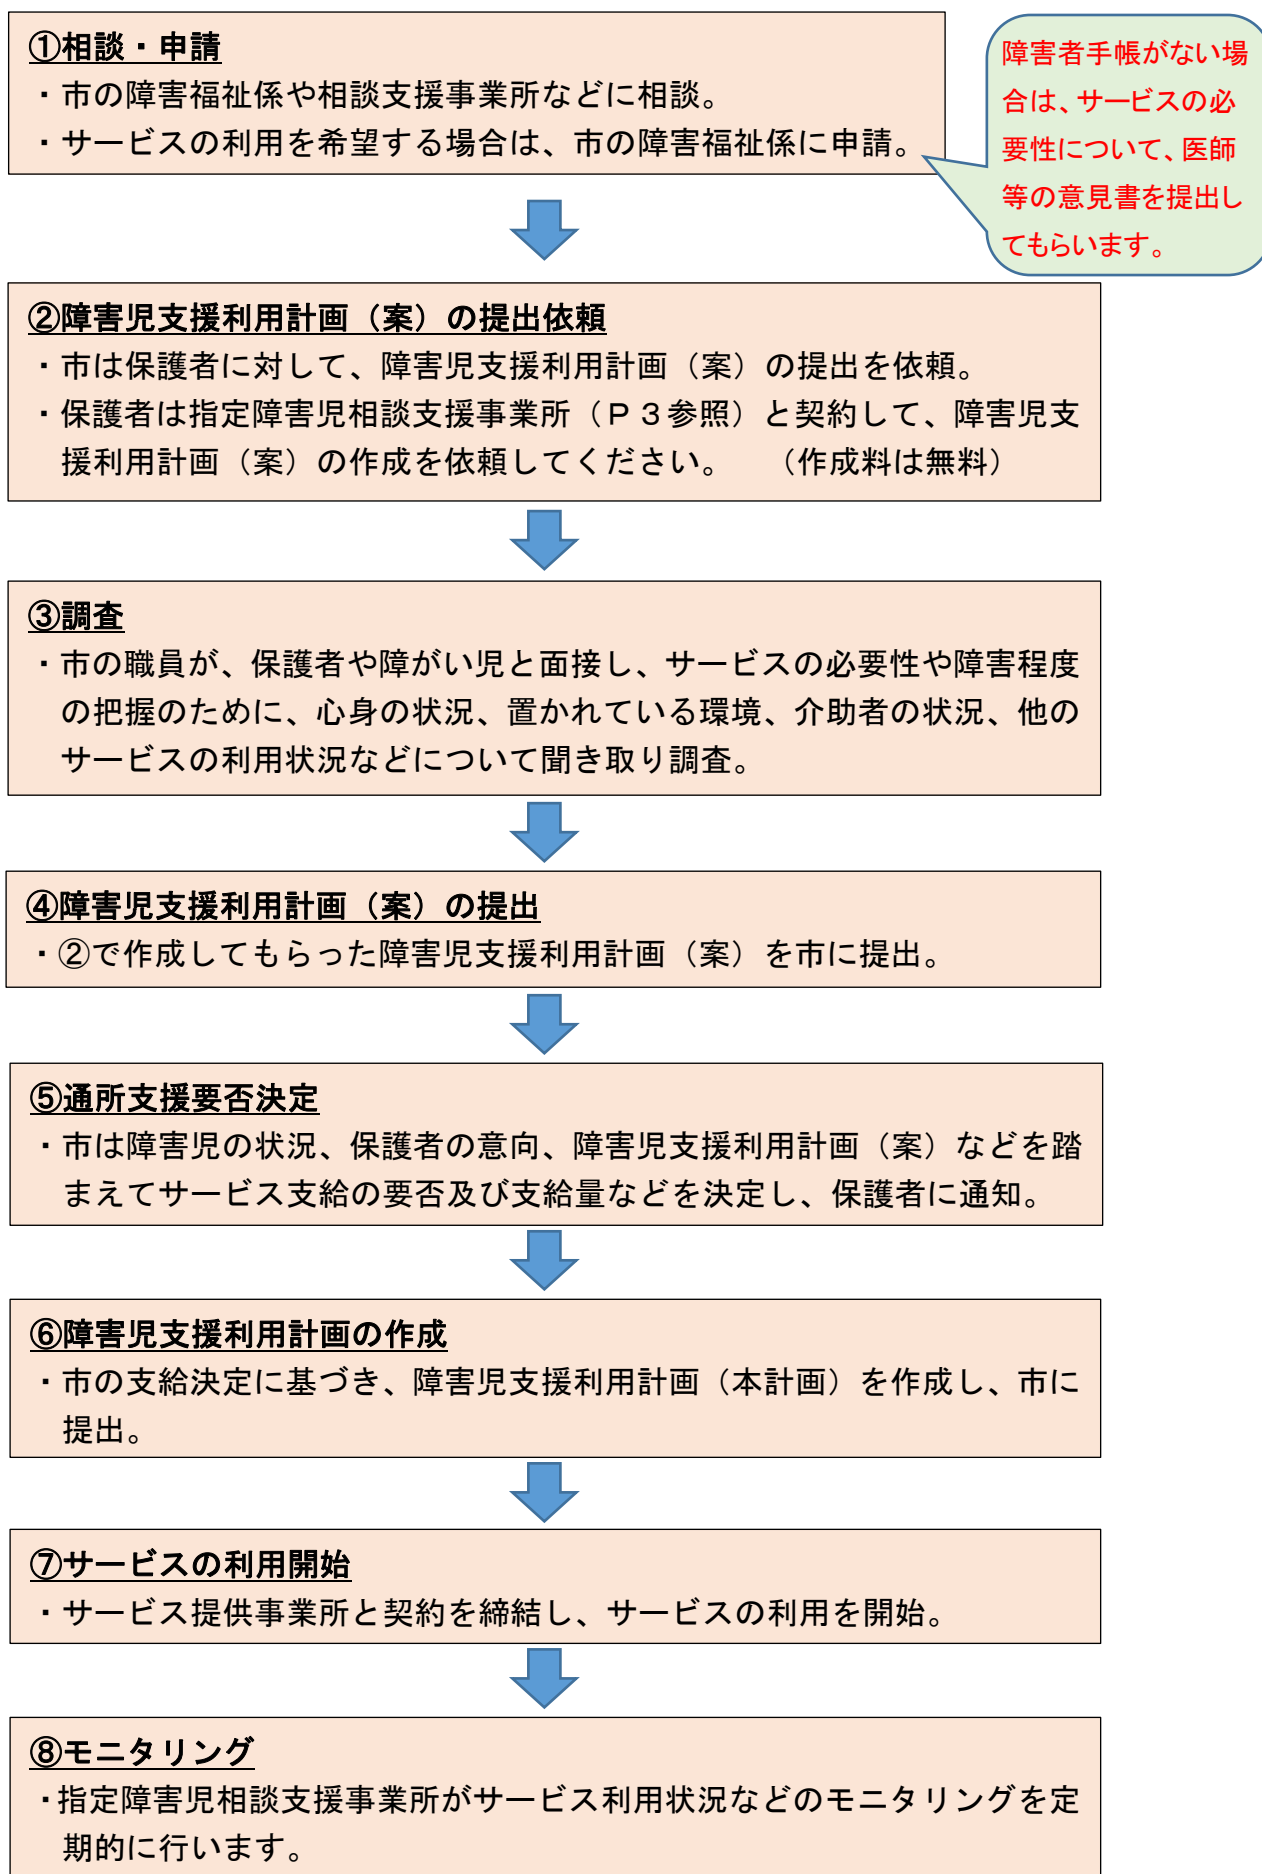 ①相談・申請
・市の障害福祉係や相談支援事業所などに相談。
・サービスの利用を希望する場合は、市の障害福祉係に申請。
障害者手帳がない場
合は、サービスの必
要性について、医師
等の意見書を提出し
てもらいます。
②障害児支援利用計画（案）の提出依頼
・市は保護者に対して、障害児支援利用計画（案）の提出を依頼。
・保護者は指定障害児相談支援事業所（Ｐ３参照）と契約して、障害児支
援利用計画（案）の作成を依頼してください。　（作成料は無料）
③調査
・市の職員が、保護者や障がい児と面接し、サービスの必要性や障害程度
の把握のために、心身の状況、置かれている環境、介助者の状況、他の
サービスの利用状況などについて聞き取り調査。
④障害児支援利用計画（案）の提出
・②で作成してもらった障害児支援利用計画（案）を市に提出。
⑤通所支援要否決定
・市は障害児の状況、保護者の意向、障害児支援利用計画（案）などを踏
まえてサービス支給の要否及び支給量などを決定し、保護者に通知。
⑥障害児支援利用計画の作成
・市の支給決定に基づき、障害児支援利用計画（本計画）を作成し、市に
提出。
⑦サービスの利用開始
・サービス提供事業所と契約を締結し、サービスの利用を開始。
⑧モニタリング
・指定障害児相談支援事業所がサービス利用状況などのモニタリングを定
期的に行います。